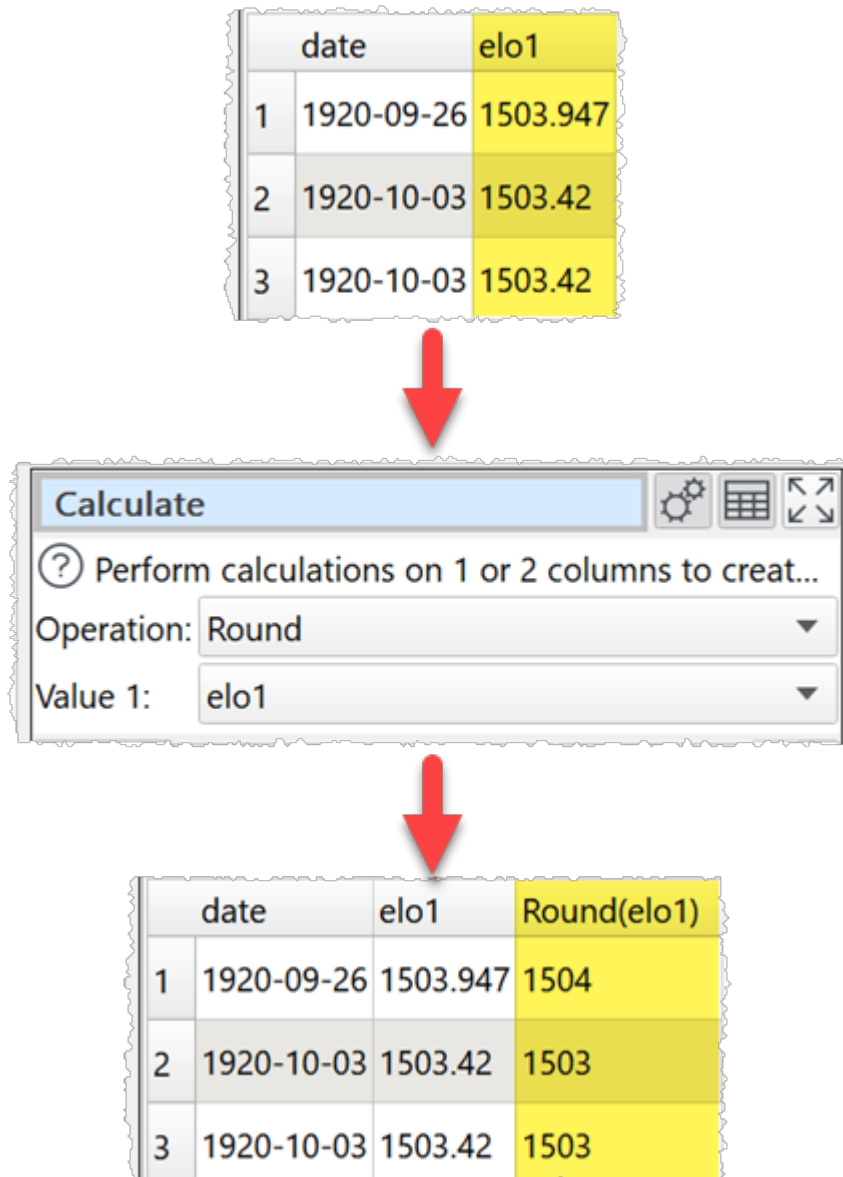 date elo1
1 1920-09-26 1503.947
2 1920-10-03 1503.42
3 1920-10-03 1503.42
Calculate
? Perform calculations on 1 or 2 columns to creat...
Operation: Round
Value 1: elo1
date elo1 Round(elo1)
1 1920-09-26 1503.947 1504
2 1920-10-03 1503.42 1503
3 1920-10-03 1503.42 1503